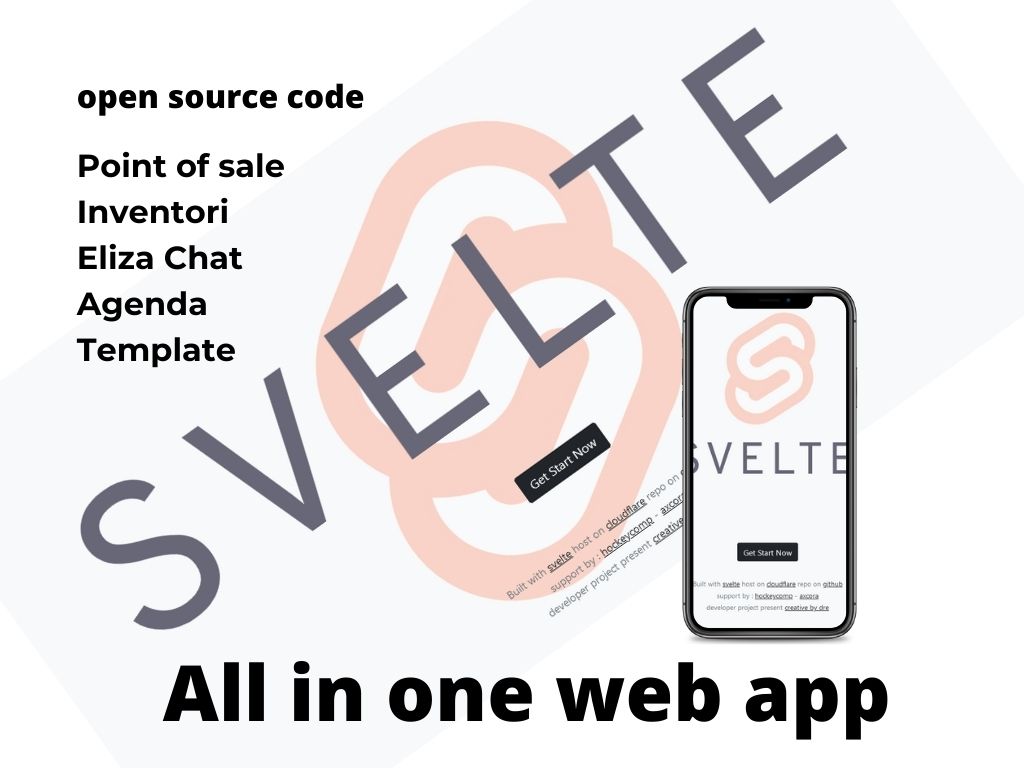 open source code
Point of sale
Inventori
Eliza Chat
Agenda
Template
SVELTE
Get Start Now
Built with svelte host on cloudflare repo on
support by : hockeycomp - axcora
developer project present creative
SVELTE
Get Start Now
Built with svelte host on cloudflare repo on github
support by : hockeycomp - axcora
developer project present creative by dre
All in one web app